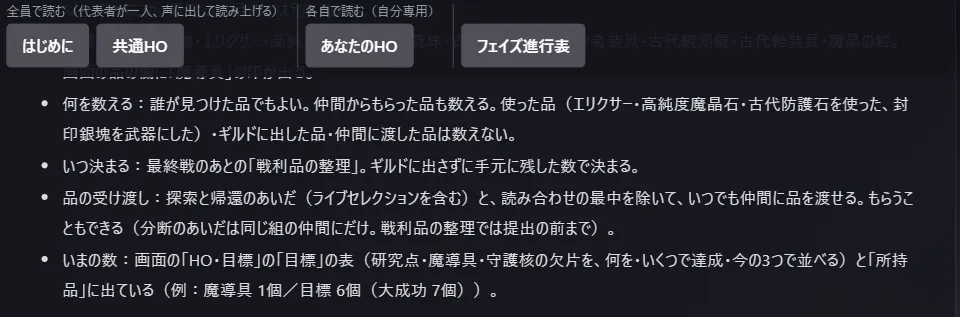 全員で読む（代表者が一人、声に出して読み上げる）
各自で読む（自分専用）
はじめに
共通HO
あなたのHO
フェイズ進行表
画面の品の横に「魔導具」の印が出る。
• 何を数える：誰が見つけた品でもよい。仲間からもらった品も数える。使った品（エリクサー・高純度魔晶石・古代防護石を使った、封
印銀塊を武器にした）・ギルドに出した品・仲間に渡した品は数えない。
• いつ決まる：最終戦のあとの「戦利品の整理」。ギルドに出さずに手元に残した数で決まる。
• 品の受け渡し：探索と帰還のあいだ（ライブセレクションを含む）と、読み合わせの最中を除いて、いつでも仲間に品を渡せる。もらうこ
ともできる（分断のあいだは同じ組の仲間にだけ。戦利品の整理では提出の前まで）。
• いまの数：画面の「HO・目標」の「目標」の表（研究点・魔導具・守護核の欠片を、何を・いくつで達成・今の3つで並べる）と「所持
品」に出ている（例：魔導具 1個／目標 6個（大成功 7個））。